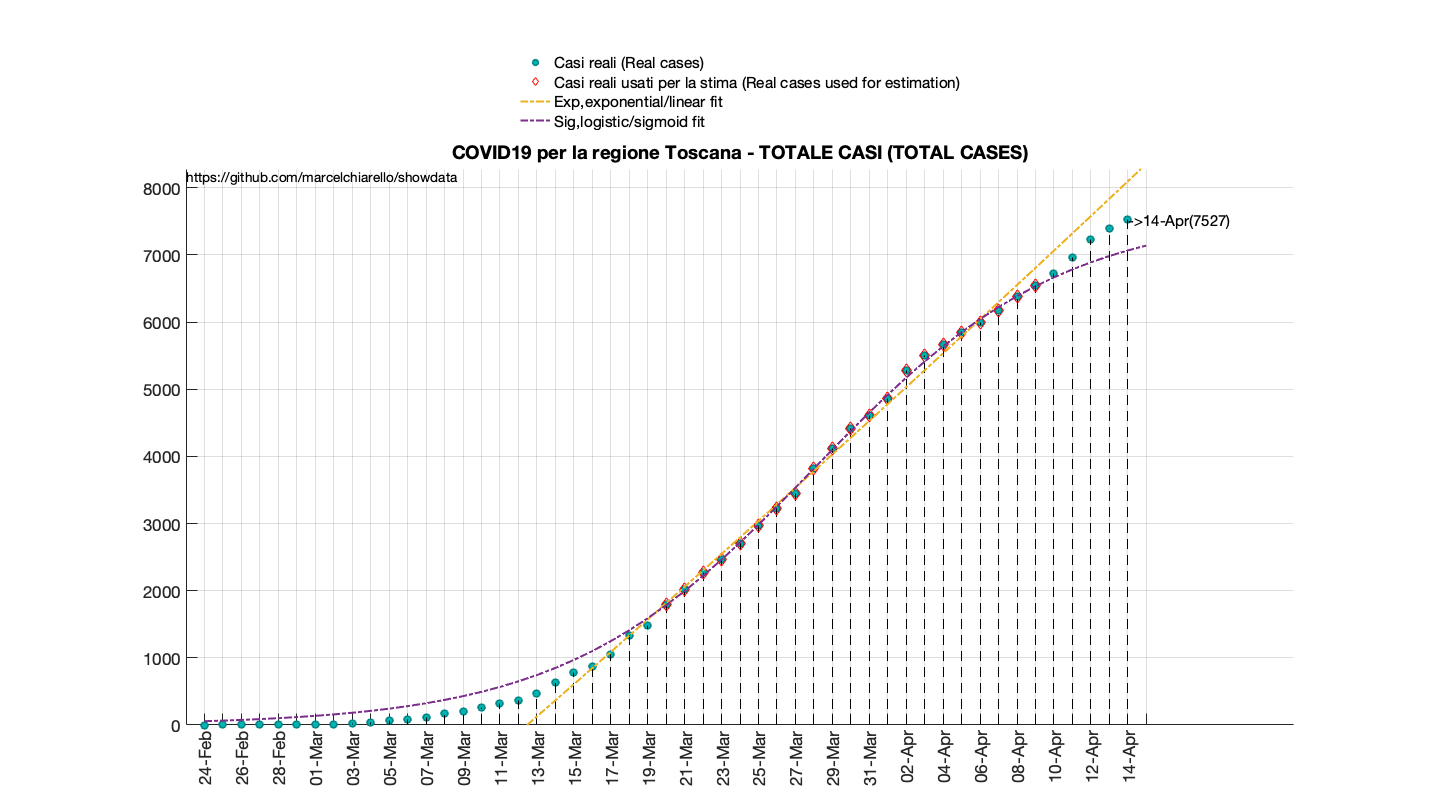 Casi reali (Real cases)
Casi reali usati per la stima (Real cases used for estimation)
Exp,exponential/linear fit
Sig,logistic/sigmoid fit
COVID19 per la regione Toscana - TOTALE CASI (TOTAL CASES)
https://github.com/marcelchiarello/showdata
8000
7000
6000
5000
4000
3000
2000
1000
0
->14-Apr(7527)
24-Feb
26-Feb
28-Feb
01-Mar
03-Mar
05-Mar
07-Mar
09-Mar
11-Mar
13-Mar
15-Mar
17-Mar
19-Mar
21-Mar
23-Mar
25-Mar
27-Mar
29-Mar
31-Mar
02-Apr
04-Apr
06-Apr
08-Apr
10-Apr
12-Apr
14-Apr